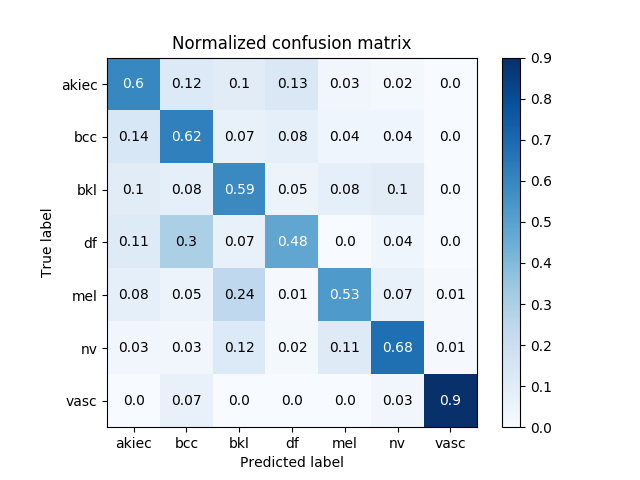 Normalized confusion matrix
True label
akiec 0.6 0.12 0.1 0.13 0.03 0.02 0.0
bcc 0.14 0.62 0.07 0.08 0.04 0.04 0.0
bkl 0.1 0.08 0.59 0.05 0.08 0.1 0.0
df 0.11 0.3 0.07 0.48 0.0 0.04 0.0
mel 0.08 0.05 0.24 0.01 0.53 0.07 0.01
nv 0.03 0.03 0.12 0.02 0.11 0.68 0.01
vasc 0.0 0.07 0.0 0.0 0.0 0.03 0.9
akiec bcc bkl df mel nv vasc
Predicted label
0.9
0.8
0.7
0.6
0.5
0.4
0.3
0.2
0.1
0.0